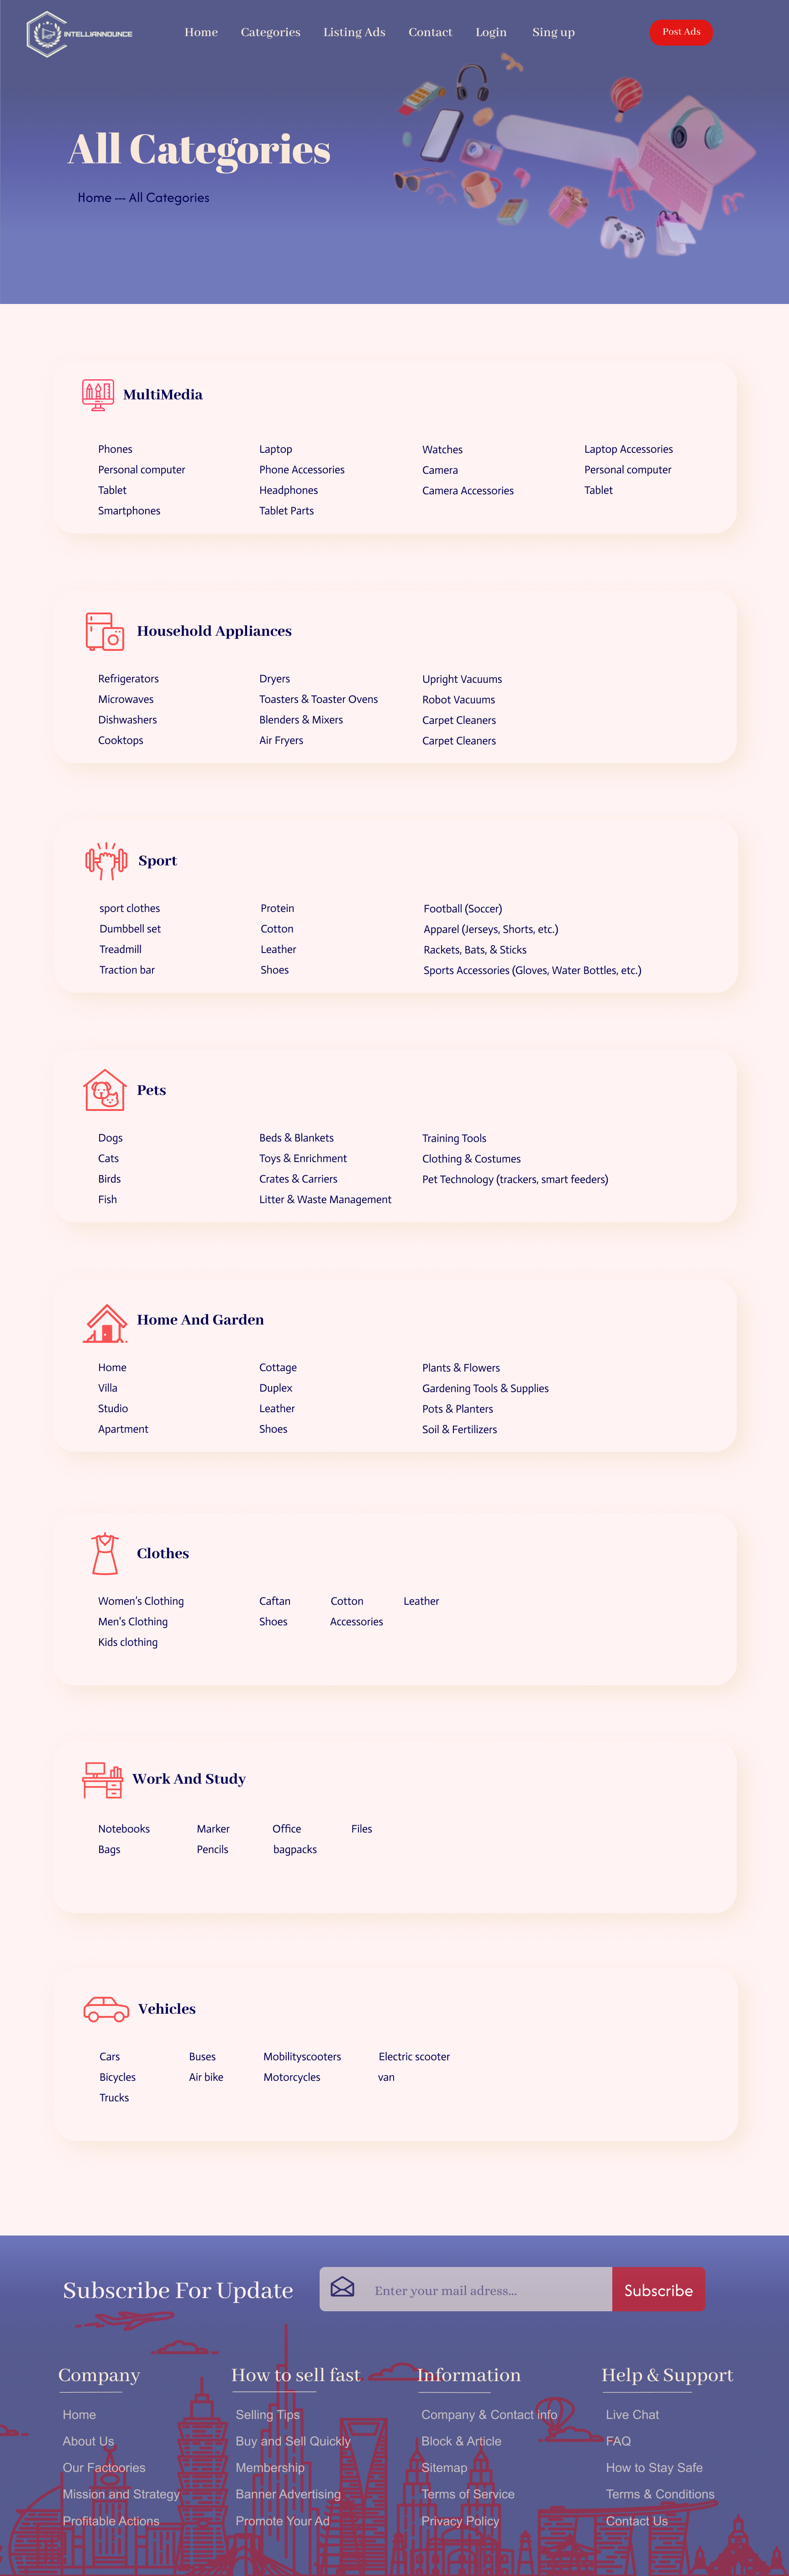 INTELLIANNOUNCE
Home Categories Listing Ads Contact Login Sing up Post Ads
All Categories
Home --- All Categories
MultiMedia
Phones Laptop Watches Laptop Accessories
Personal computer Phone Accessories Camera Personal computer
Tablet Headphones Camera Accessories Tablet
Smartphones Tablet Parts
Household Appliances
Refrigerators Dryers Upright Vacuums
Microwaves Toasters & Toaster Ovens Robot Vacuums
Dishwashers Blenders & Mixers Carpet Cleaners
Cooktops Air Fryers Carpet Cleaners
Sport
sport clothes Protein Football (Soccer)
Dumbbell set Cotton Apparel (Jerseys, Shorts, etc.)
Treadmill Leather Rackets, Bats, & Sticks
Traction bar Shoes Sports Accessories (Gloves, Water Bottles, etc.)
Pets
Dogs Beds & Blankets Training Tools
Cats Toys & Enrichment Clothing & Costumes
Birds Crates & Carriers Pet Technology (trackers, smart feeders)
Fish Litter & Waste Management
Home And Garden
Home Cottage Plants & Flowers
Villa Duplex Gardening Tools & Supplies
Studio Leather Pots & Planters
Apartment Shoes Soil & Fertilizers
Clothes
Women's Clothing Caftan Cotton Leather
Men's Clothing Shoes Accessories
Kids clothing
Work And Study
Notebooks Marker Office Files
Bags Pencils bagpacks
Vehicles
Cars Buses Mobilityscooters Electric scooter
Bicycles Air bike Motorcycles van
Trucks
Subscribe For Update Enter your mail adress... Subscribe
Company How to sell fast Information Help & Support
Home Selling Tips Company & Contact info Live Chat
About Us Buy and Sell Quickly Block & Article FAQ
Our Factoories Membership Sitemap How to Stay Safe
Mission and Strategy Banner Advertising Terms of Service Terms & Conditions
Profitable Actions Promote Your Ad Privacy Policy Contact Us